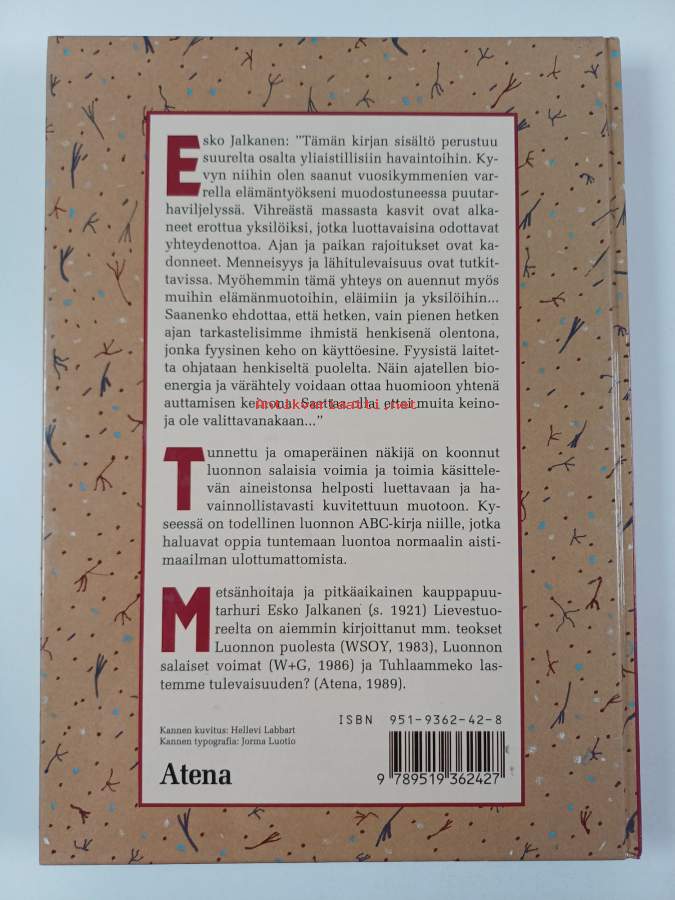 Esko Jalkanen: "Tämän kirjan sisältö perustuu
suurelta osalta yliaistillisiin havaintoihin. Ky-
vyn niihin olen saanut vuosikymmenien var-
rella elämäntyökseni muodostuneessa puutar-
haviljelyssä. Vihreästä massasta kasvit ovat alka-
neet erottua yksilöiksi, jotka luottavaisina odottavat
yhteydenottoa. Ajan ja paikan rajoitukset ovat ka-
donneet. Menneisyys ja lähitulevaisuus ovat tutkit-
tavissa. Myöhemmin tämä yhteys on auennut myös
muihin elämänmuotoihin, eläimiin ja yksilöihin...
Saanenko ehdottaa, että hetken, vain pienen hetken
ajan tarkastelisimme ihmistä henkisenä olentona,
jonka fyysinen keho on käyttöesine. Fyysistä laitet-
ta ohjataan henkiseltä puolelta. Näin ajatellen bio-
energia ja värähtely voidaan ottaa huomioon yhtenä
auttamisen keinona. Saattaa olla, ettei muita keino-
ja ole valittavanakaan..."
Antikvariaatti.net
Tunnettu ja omaperäinen näkijä on koonnut
luonnon salaisia voimia ja toimia käsittele-
vän aineistonsa helposti luettavaan ja ha-
vainnollistavasti kuvitettuun muotoon. Ky-
seessä on todellinen luonnon ABC-kirja niille, jotka
haluavat oppia tuntemaan luontoa normaalin aisti-
maailman ulottumattomista.
Metsänhoitaja ja pitkäaikainen kauppapuu-
tarhuri Esko Jalkanen (s. 1921) Lievestuo-
reelta on aiemmin kirjoittanut mm. teokset
Luonnon puolesta (WSOY, 1983), Luonnon
salaiset voimat (W+G, 1986) ja Tuhlaammeko las-
temme tulevaisuuden? (Atena, 1989).
ISBN 951-9362-42-8
Kannen kuvitus: Hellevi Labbart
Kannen typografia: Jorma Luotio
Atena
9 789519 362427